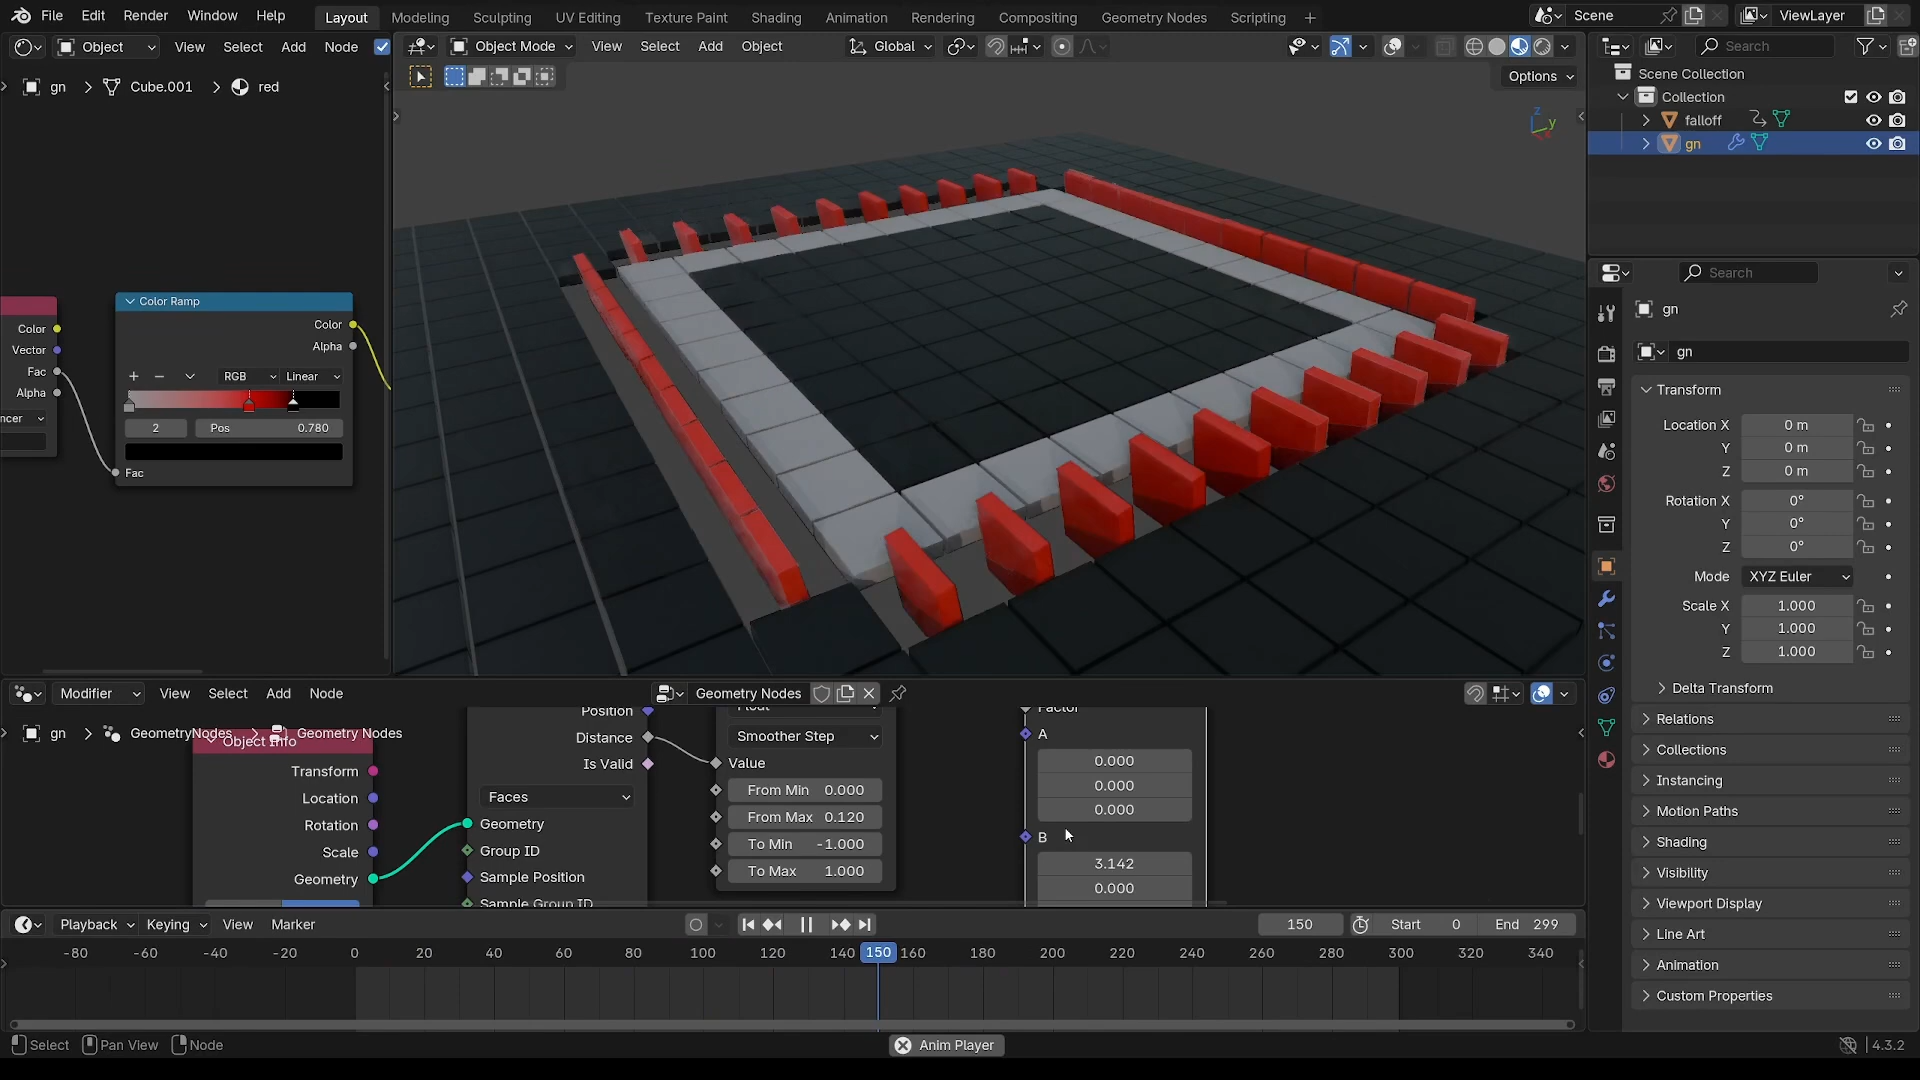 File Edit Render Window Help Layout Modeling Sculpting UV Editing Texture Paint Shading Animation Rendering Compositing Geometry Nodes Scripting + Scene ViewLayer
Object View Select Add Node Object Mode View Select Add Object Global Search
Options
gn > Cube.001 > red
Scene Collection
Collection
falloff
gn
z
y
Search
gn
gn
Transform
Location X 0 m
Y 0 m
Z 0 m
Rotation X 0°
Y 0°
Z 0°
Mode XYZ Euler
Scale X 1.000
Y 1.000
Z 1.000
Delta Transform
Relations
Collections
Instancing
Motion Paths
Shading
Visibility
Viewport Display
Line Art
Animation
Custom Properties
Color Ramp
Color
Alpha
RGB Linear
2 Pos 0.780
Fac
Color
Vector
Fac
Alpha
ncer
Modifier View Select Add Node Geometry Nodes
gn > GeometryNodes > Geometry Nodes
Object Info
Transform
Location
Rotation
Scale
Geometry
Position
Distance
Is Valid
Faces
Geometry
Group ID
Sample Position
Sample Group ID
Float
Smoother Step
Value
From Min 0.000
From Max 0.120
To Min -1.000
To Max 1.000
Factor
A
0.000
0.000
0.000
B
3.142
0.000
Playback Keying View Marker 150 Start 0 End 299
-80 -60 -40 -20 0 20 40 60 80 100 120 140 150 160 180 200 220 240 260 280 300 320 340
Select Pan View Node Anim Player 4.3.2